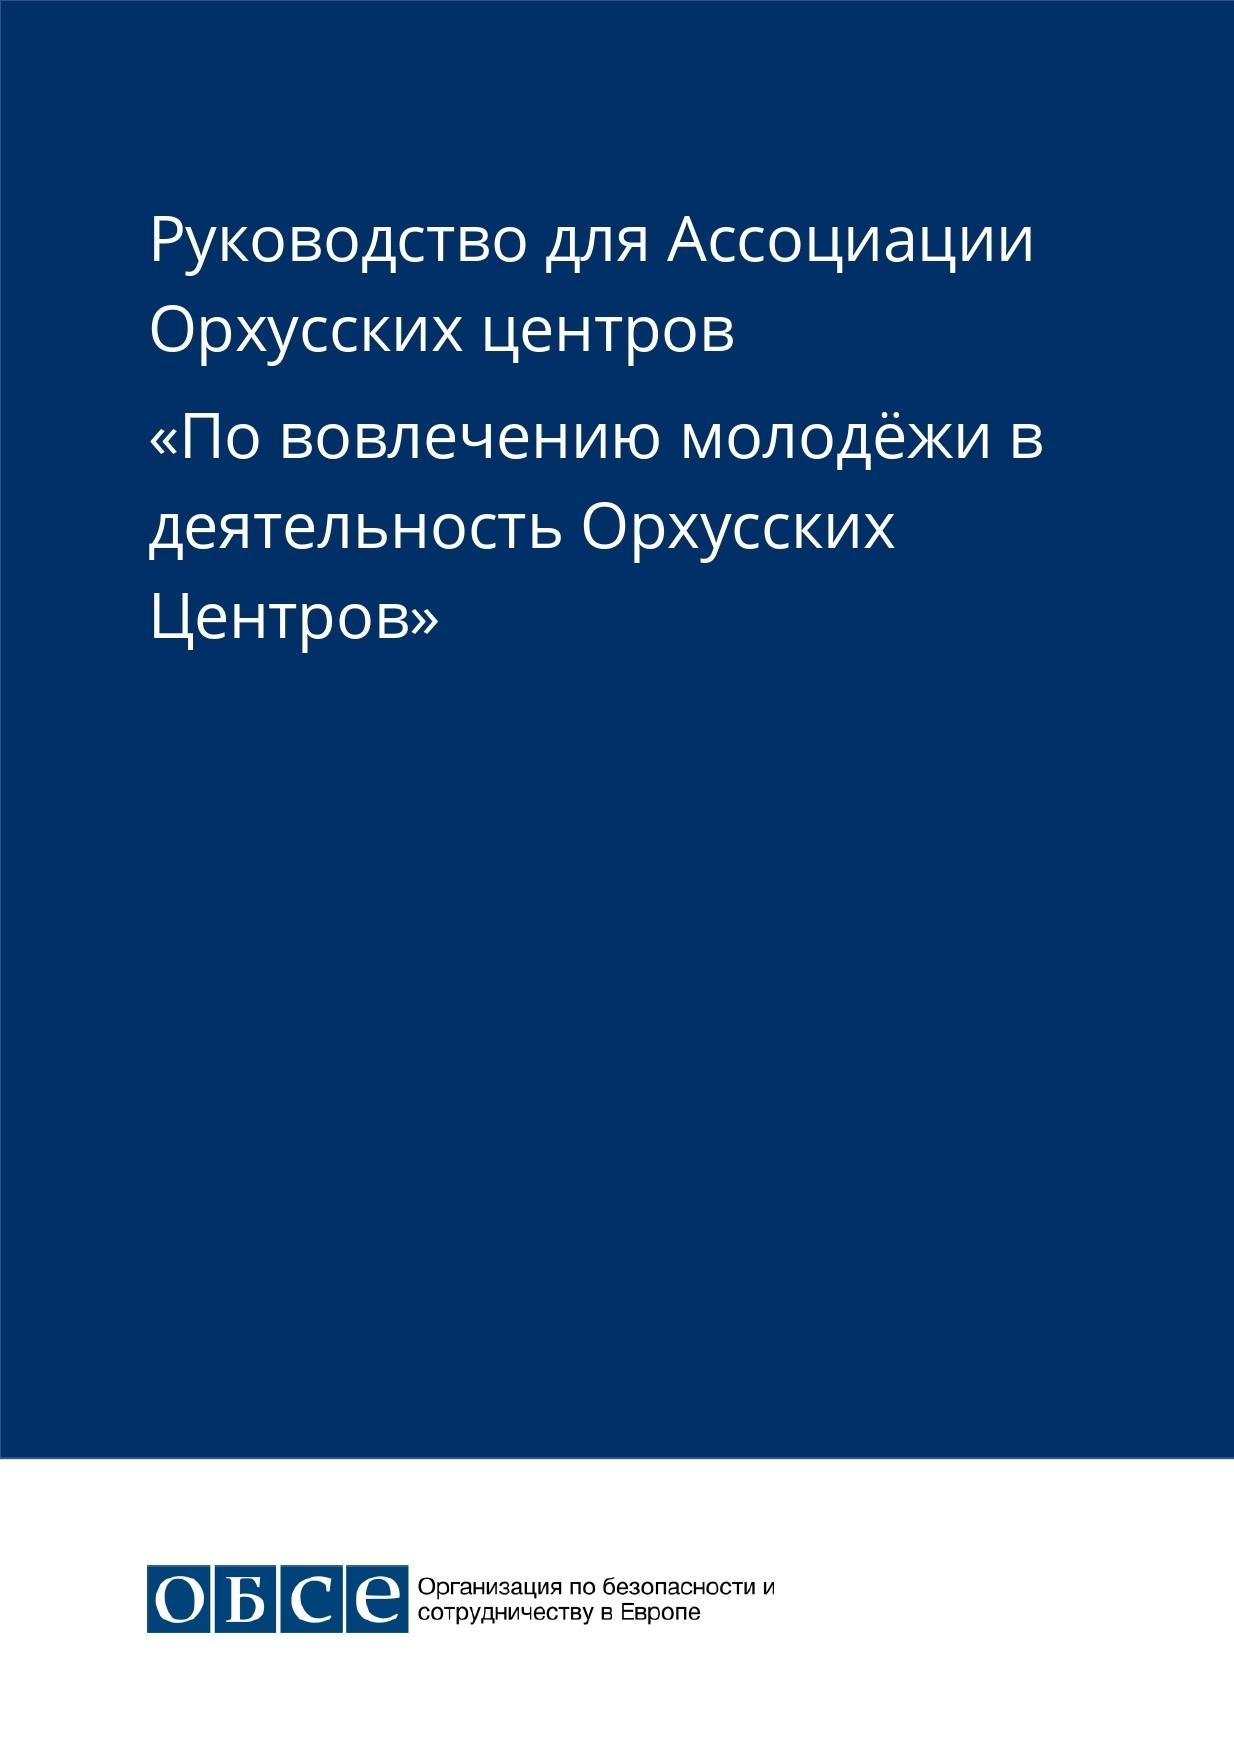 Руководство для Ассоциации
Орхусских центров
«По вовлечению молодёжи в
деятельность Орхусских
Центров»
ОБСЕ
Организация по безопасности и
сотрудничеству в Европе